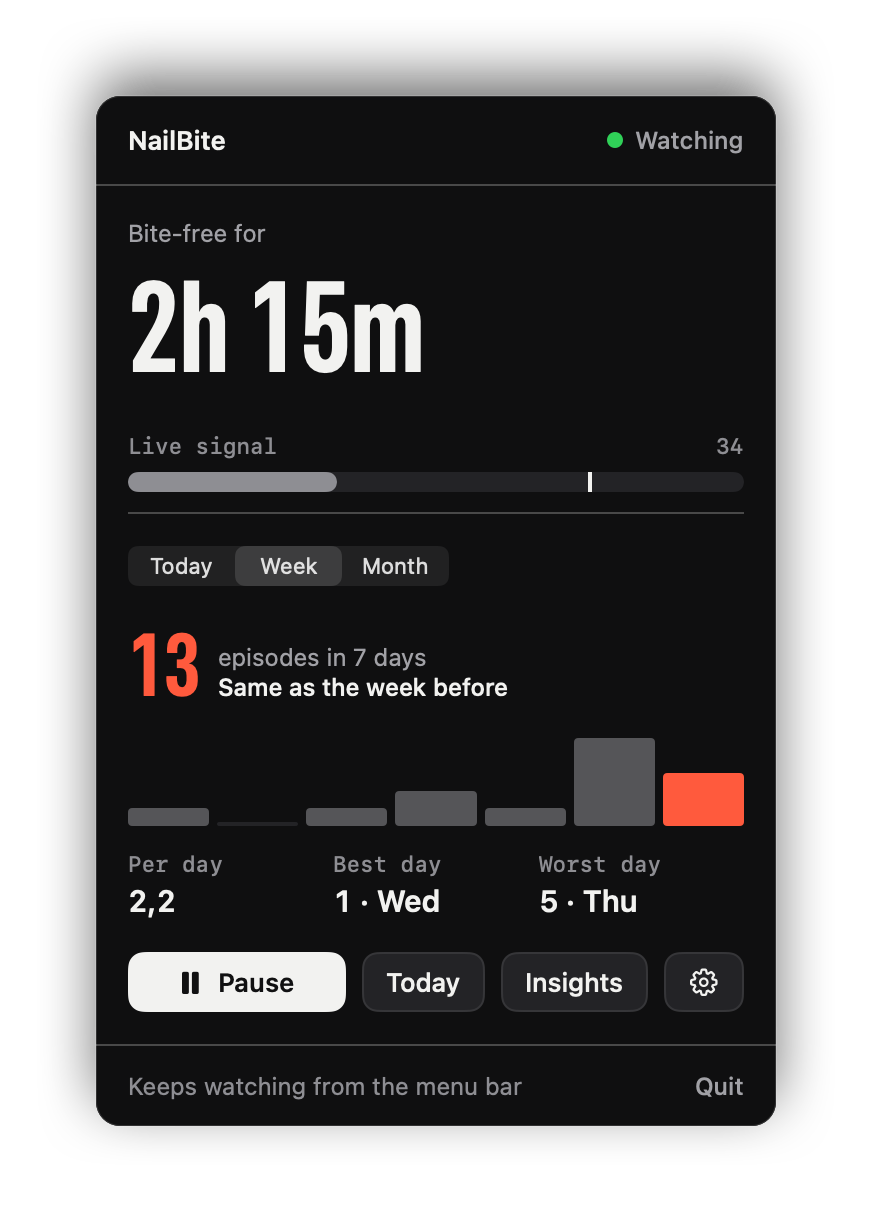 NailBite
Watching
Bite-free for
2h 15m
Live signal
34
Today
Week
Month
13
episodes in 7 days
Same as the week before
Per day
Best day
Worst day
2,2
1 · Wed
5 · Thu
Pause
Today
Insights
Keeps watching from the menu bar
Quit